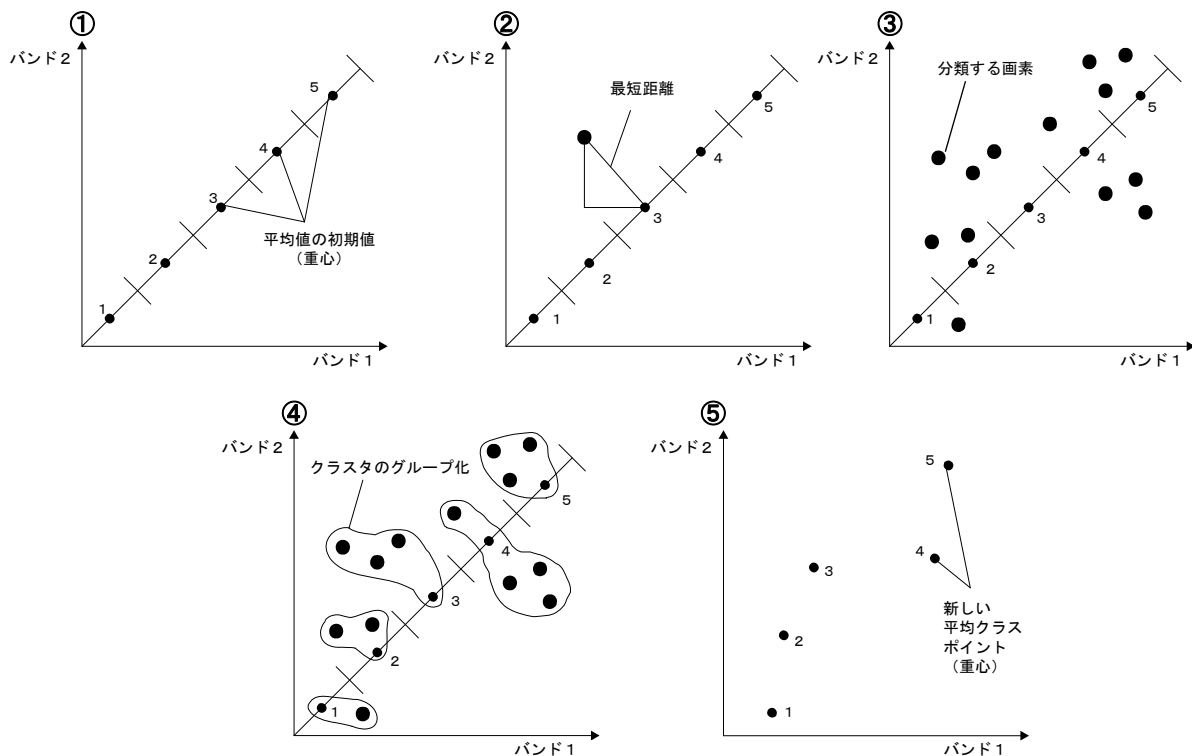 ①
バンド2
5
4
3
2
1
平均値の初期値
(重心)
バンド1
②
バンド2
最短距離
5
4
3
2
1
バンド1
③
バンド2
分類する画素
5
4
3
2
1
バンド1
④
バンド2
クラスタのグループ化
5
4
3
2
1
バンド1
⑤
バンド2
5
4
3
2
1
新しい
平均クラス
ポイント
(重心)
バンド1